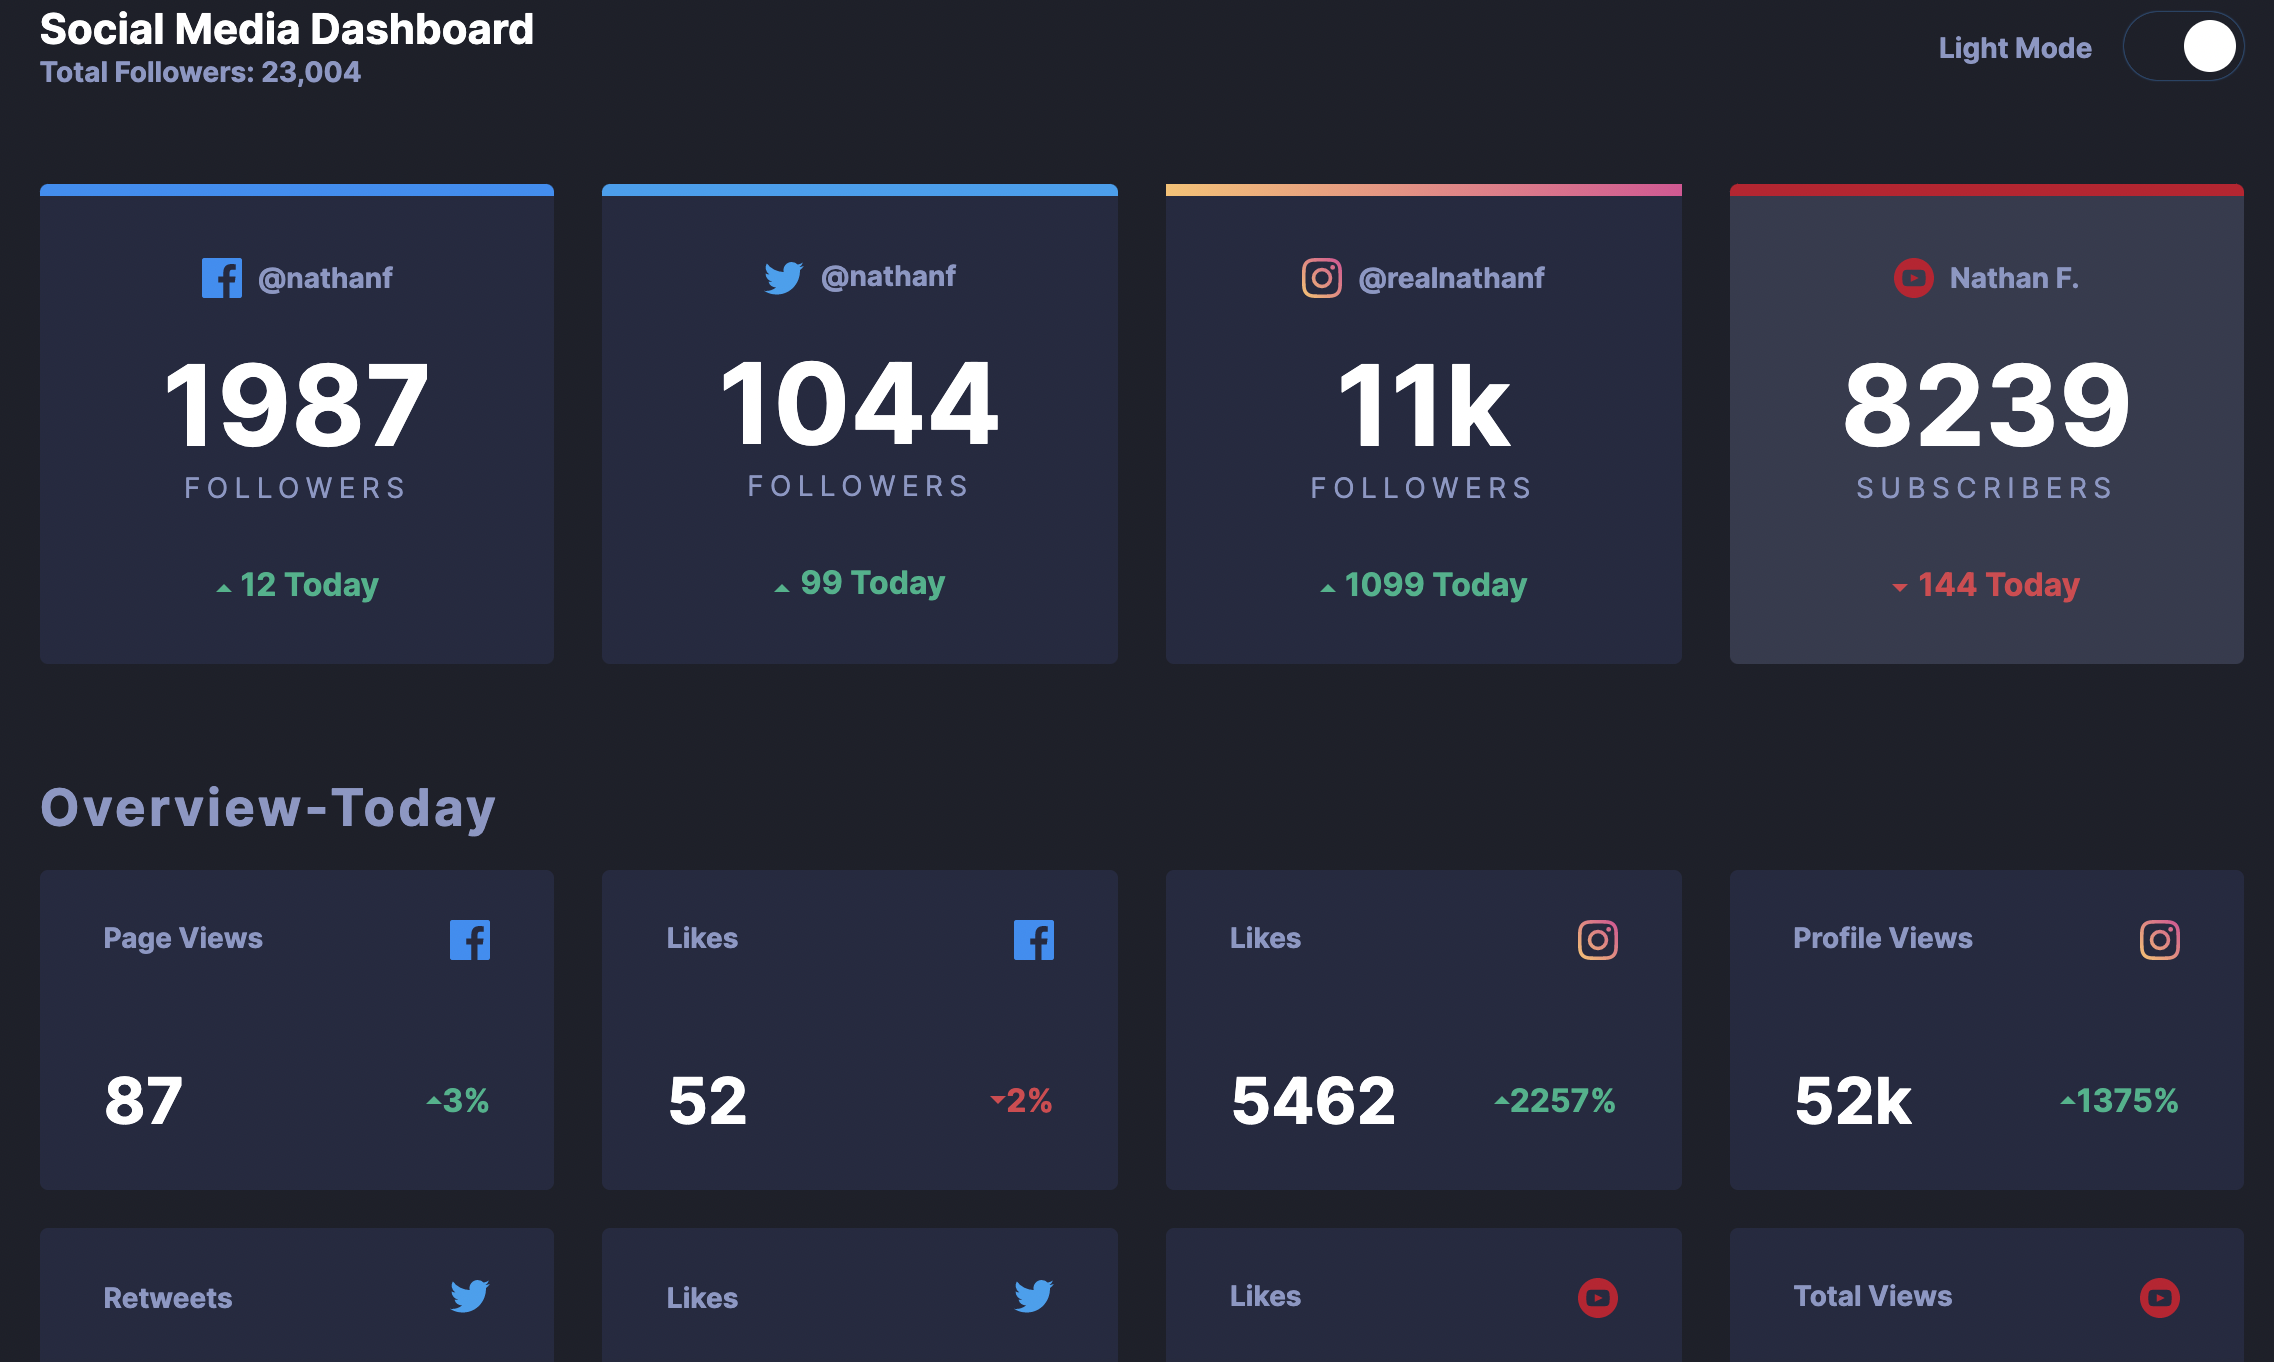 Social Media Dashboard
Total Followers: 23,004
Light Mode
@nathanf
1987
FOLLOWERS
12 Today
@nathanf
1044
FOLLOWERS
99 Today
@realnathanf
11k
FOLLOWERS
1099 Today
Nathan F.
8239
SUBSCRIBERS
144 Today
Overview-Today
Page Views
87
3%
Likes
52
2%
Likes
5462
2257%
Profile Views
52k
1375%
Retweets
Likes
Likes
Total Views